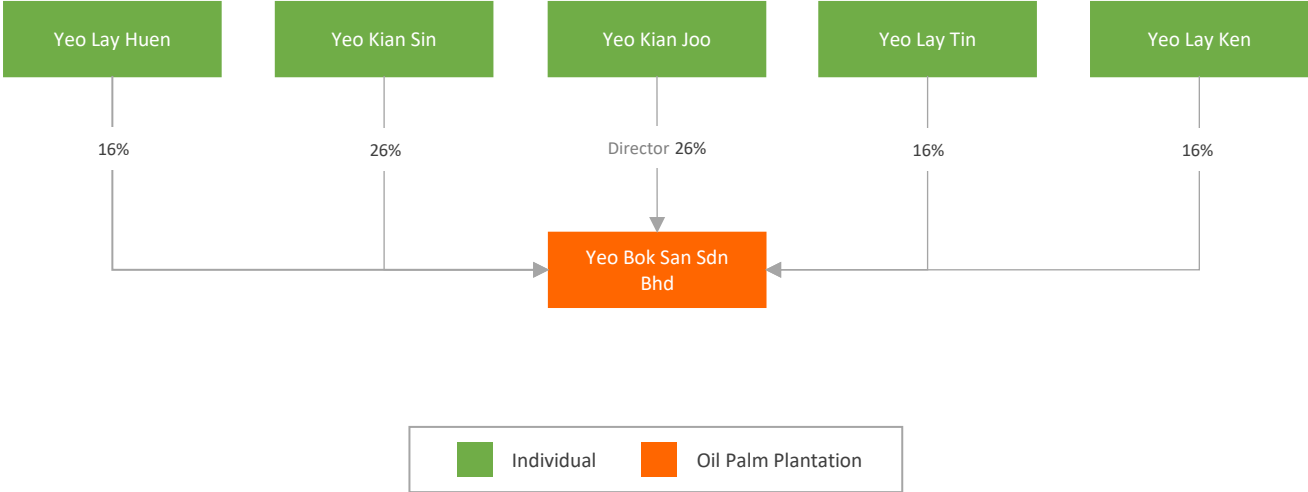 Yeo Lay Huen
Yeo Kian Sin
Yeo Kian Joo
Yeo Lay Tin
Yeo Lay Ken
16%
26%
Director 26%
16%
16%
Yeo Bok San Sdn
Bhd
Individual
Oil Palm Plantation